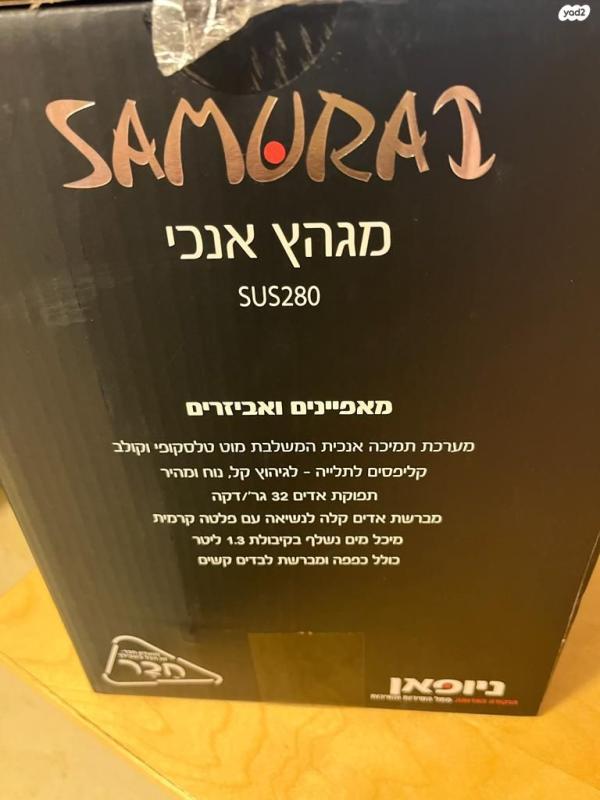 yad2
SAMURAI
מגהץ אנכי
SUS280
מאפיינים ואביזרים
מערכת תמיכה אנכית המשלבת מוט טלסקופי וקולב
קליפסים לתלייה - לגיהוץ קל, נוח ומהיר
תפוקת אדים 32 גר'/דקה
מברשת אדים קלה לנשיאה עם פלטה קרמית
מיכל מים נשלף בקיבולת 1.3 ליטר
כולל כפפה ומברשת לבדים קשים
ניופאן